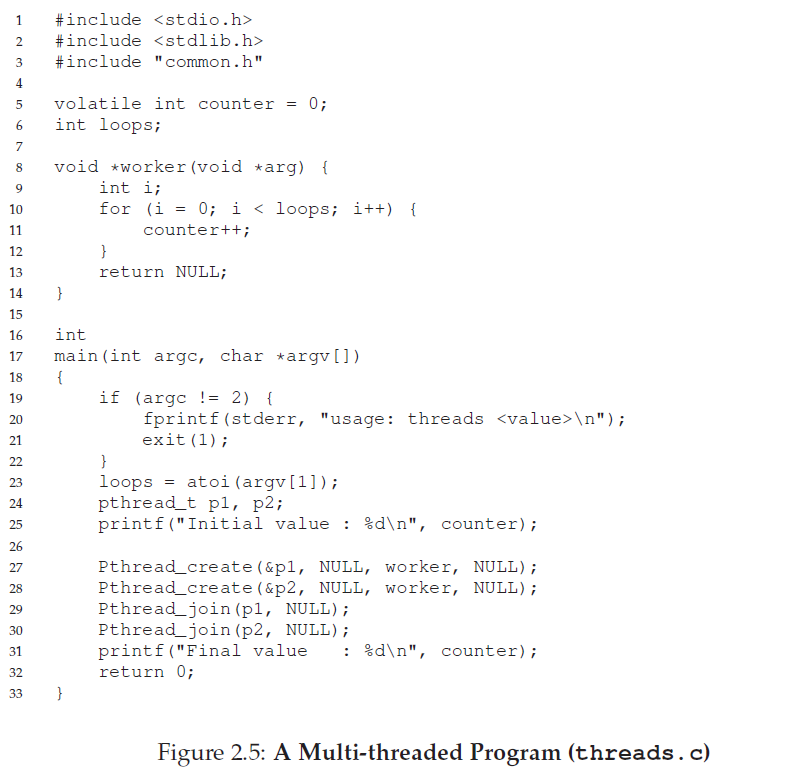 1 #include <stdio.h>
2 #include <stdlib.h>
3 #include "common.h"
4
5 volatile int counter = 0;
6 int loops;
7
8 void *worker(void *arg) {
9     int i;
10     for (i = 0; i < loops; i++) {
11         counter++;
12     }
13     return NULL;
14 }
15
16 int
17 main(int argc, char *argv[])
18 {
19     if (argc != 2) {
20         fprintf(stderr, "usage: threads <value>\n");
21         exit(1);
22     }
23     loops = atoi(argv[1]);
24     pthread_t p1, p2;
25     printf("Initial value : %d\n", counter);
26
27     Pthread_create(&p1, NULL, worker, NULL);
28     Pthread_create(&p2, NULL, worker, NULL);
29     Pthread_join(p1, NULL);
30     Pthread_join(p2, NULL);
31     printf("Final value   : %d\n", counter);
32     return 0;
33 }
Figure 2.5: A Multi-threaded Program (threads.c)